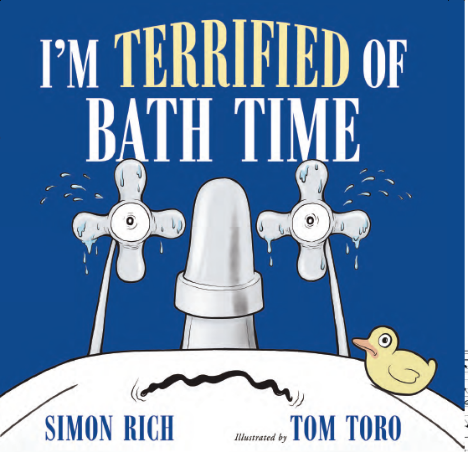 I'M TERRIFIED OF
BATH TIME
SIMON RICH
Illustrated by TOM TORO